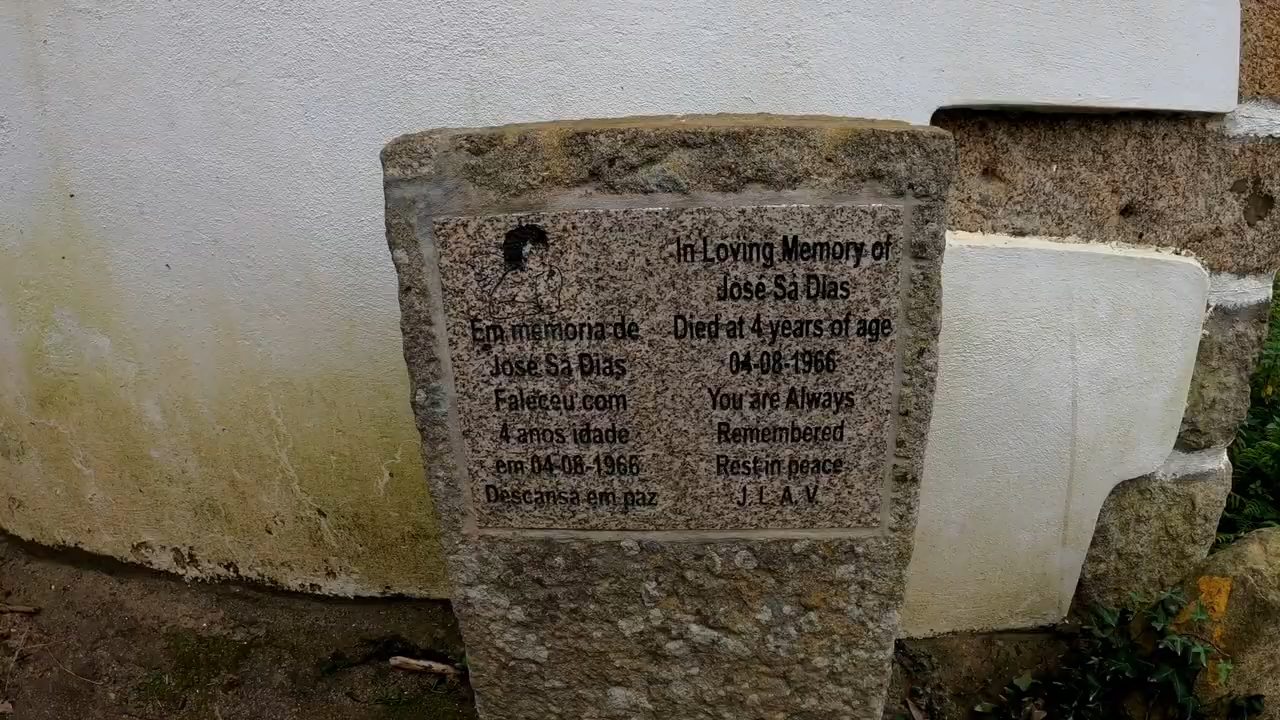 Em memória de
José Sá Dias
Faleceu com
4 anos idade
em 04-08-1966
Descansa em paz
In Loving Memory of
José Sá Dias
Died at 4 years of age
04-08-1966
You are Always
Remembered
Rest in peace
J. L. A. V.